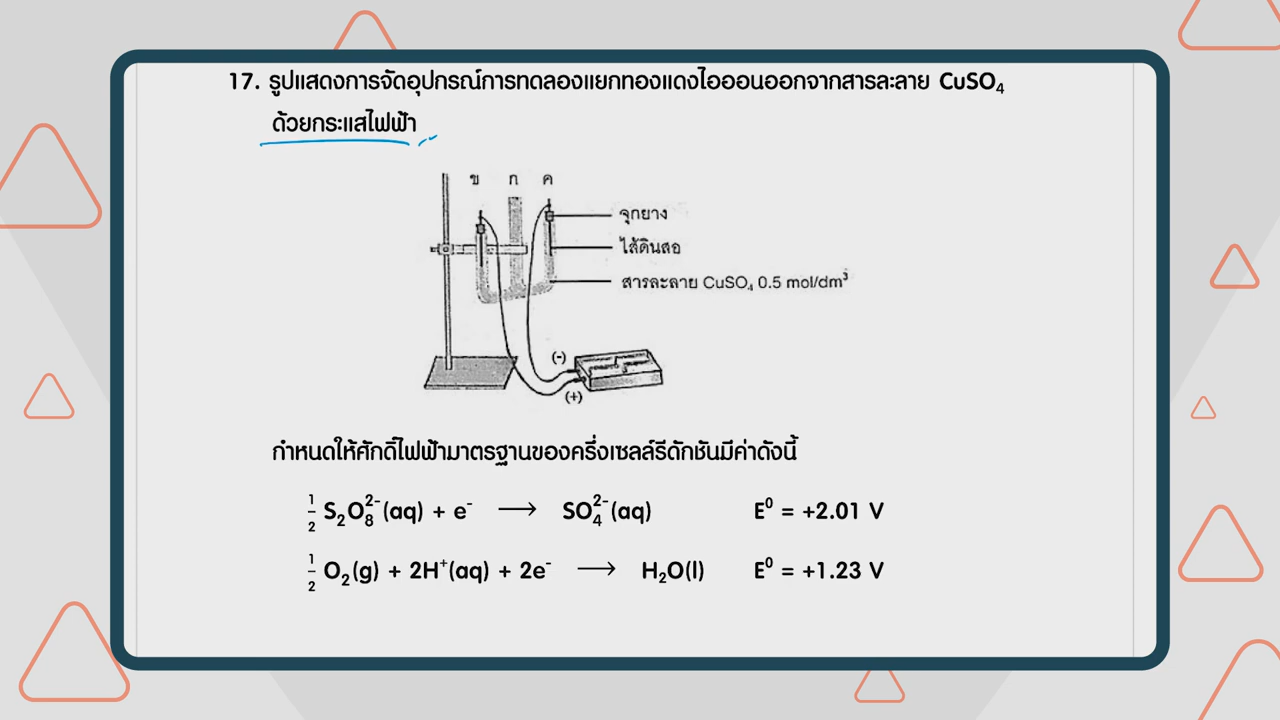 17. รูปแสดงการจัดอุปกรณ์การทดลองแยกทองแดงไอออนออกจากสารละลาย CuSO₄
ด้วยกระแสไฟฟ้า
ข ก ค
จุกยาง
ไส้ดินสอ
สารละลาย CuSO₄ 0.5 mol/dm³
(-)
(+)
กำหนดให้ศักดิ์ไฟฟ้ามาตรฐานของครึ่งเซลล์รีดักชันมีค่าดังนี้
½ S₂O₈²⁻(aq) + e⁻ ⟶ SO₄²⁻(aq) E⁰ = +2.01 V
½ O₂(g) + 2H⁺(aq) + 2e⁻ ⟶ H₂O(l) E⁰ = +1.23 V